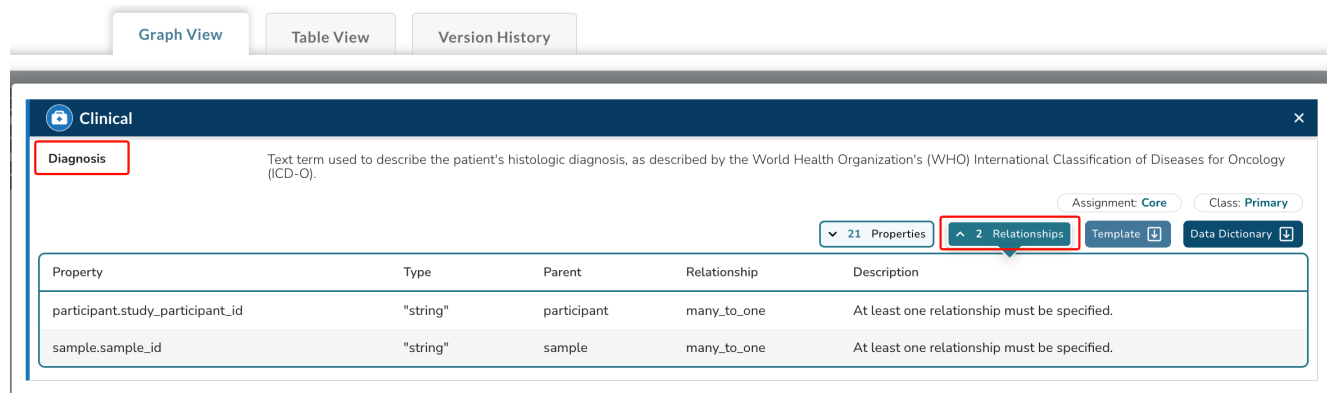 Graph View Table View Version History
Clinical ×
Diagnosis Text term used to describe the patient's histologic diagnosis, as described by the World Health Organization's (WHO) International Classification of Diseases for Oncology
(ICD-O).
Assignment: Core Class: Primary
21 Properties 2 Relationships Template Data Dictionary
Property Type Parent Relationship Description
participant.study_participant_id "string" participant many_to_one At least one relationship must be specified.
sample.sample_id "string" sample many_to_one At least one relationship must be specified.